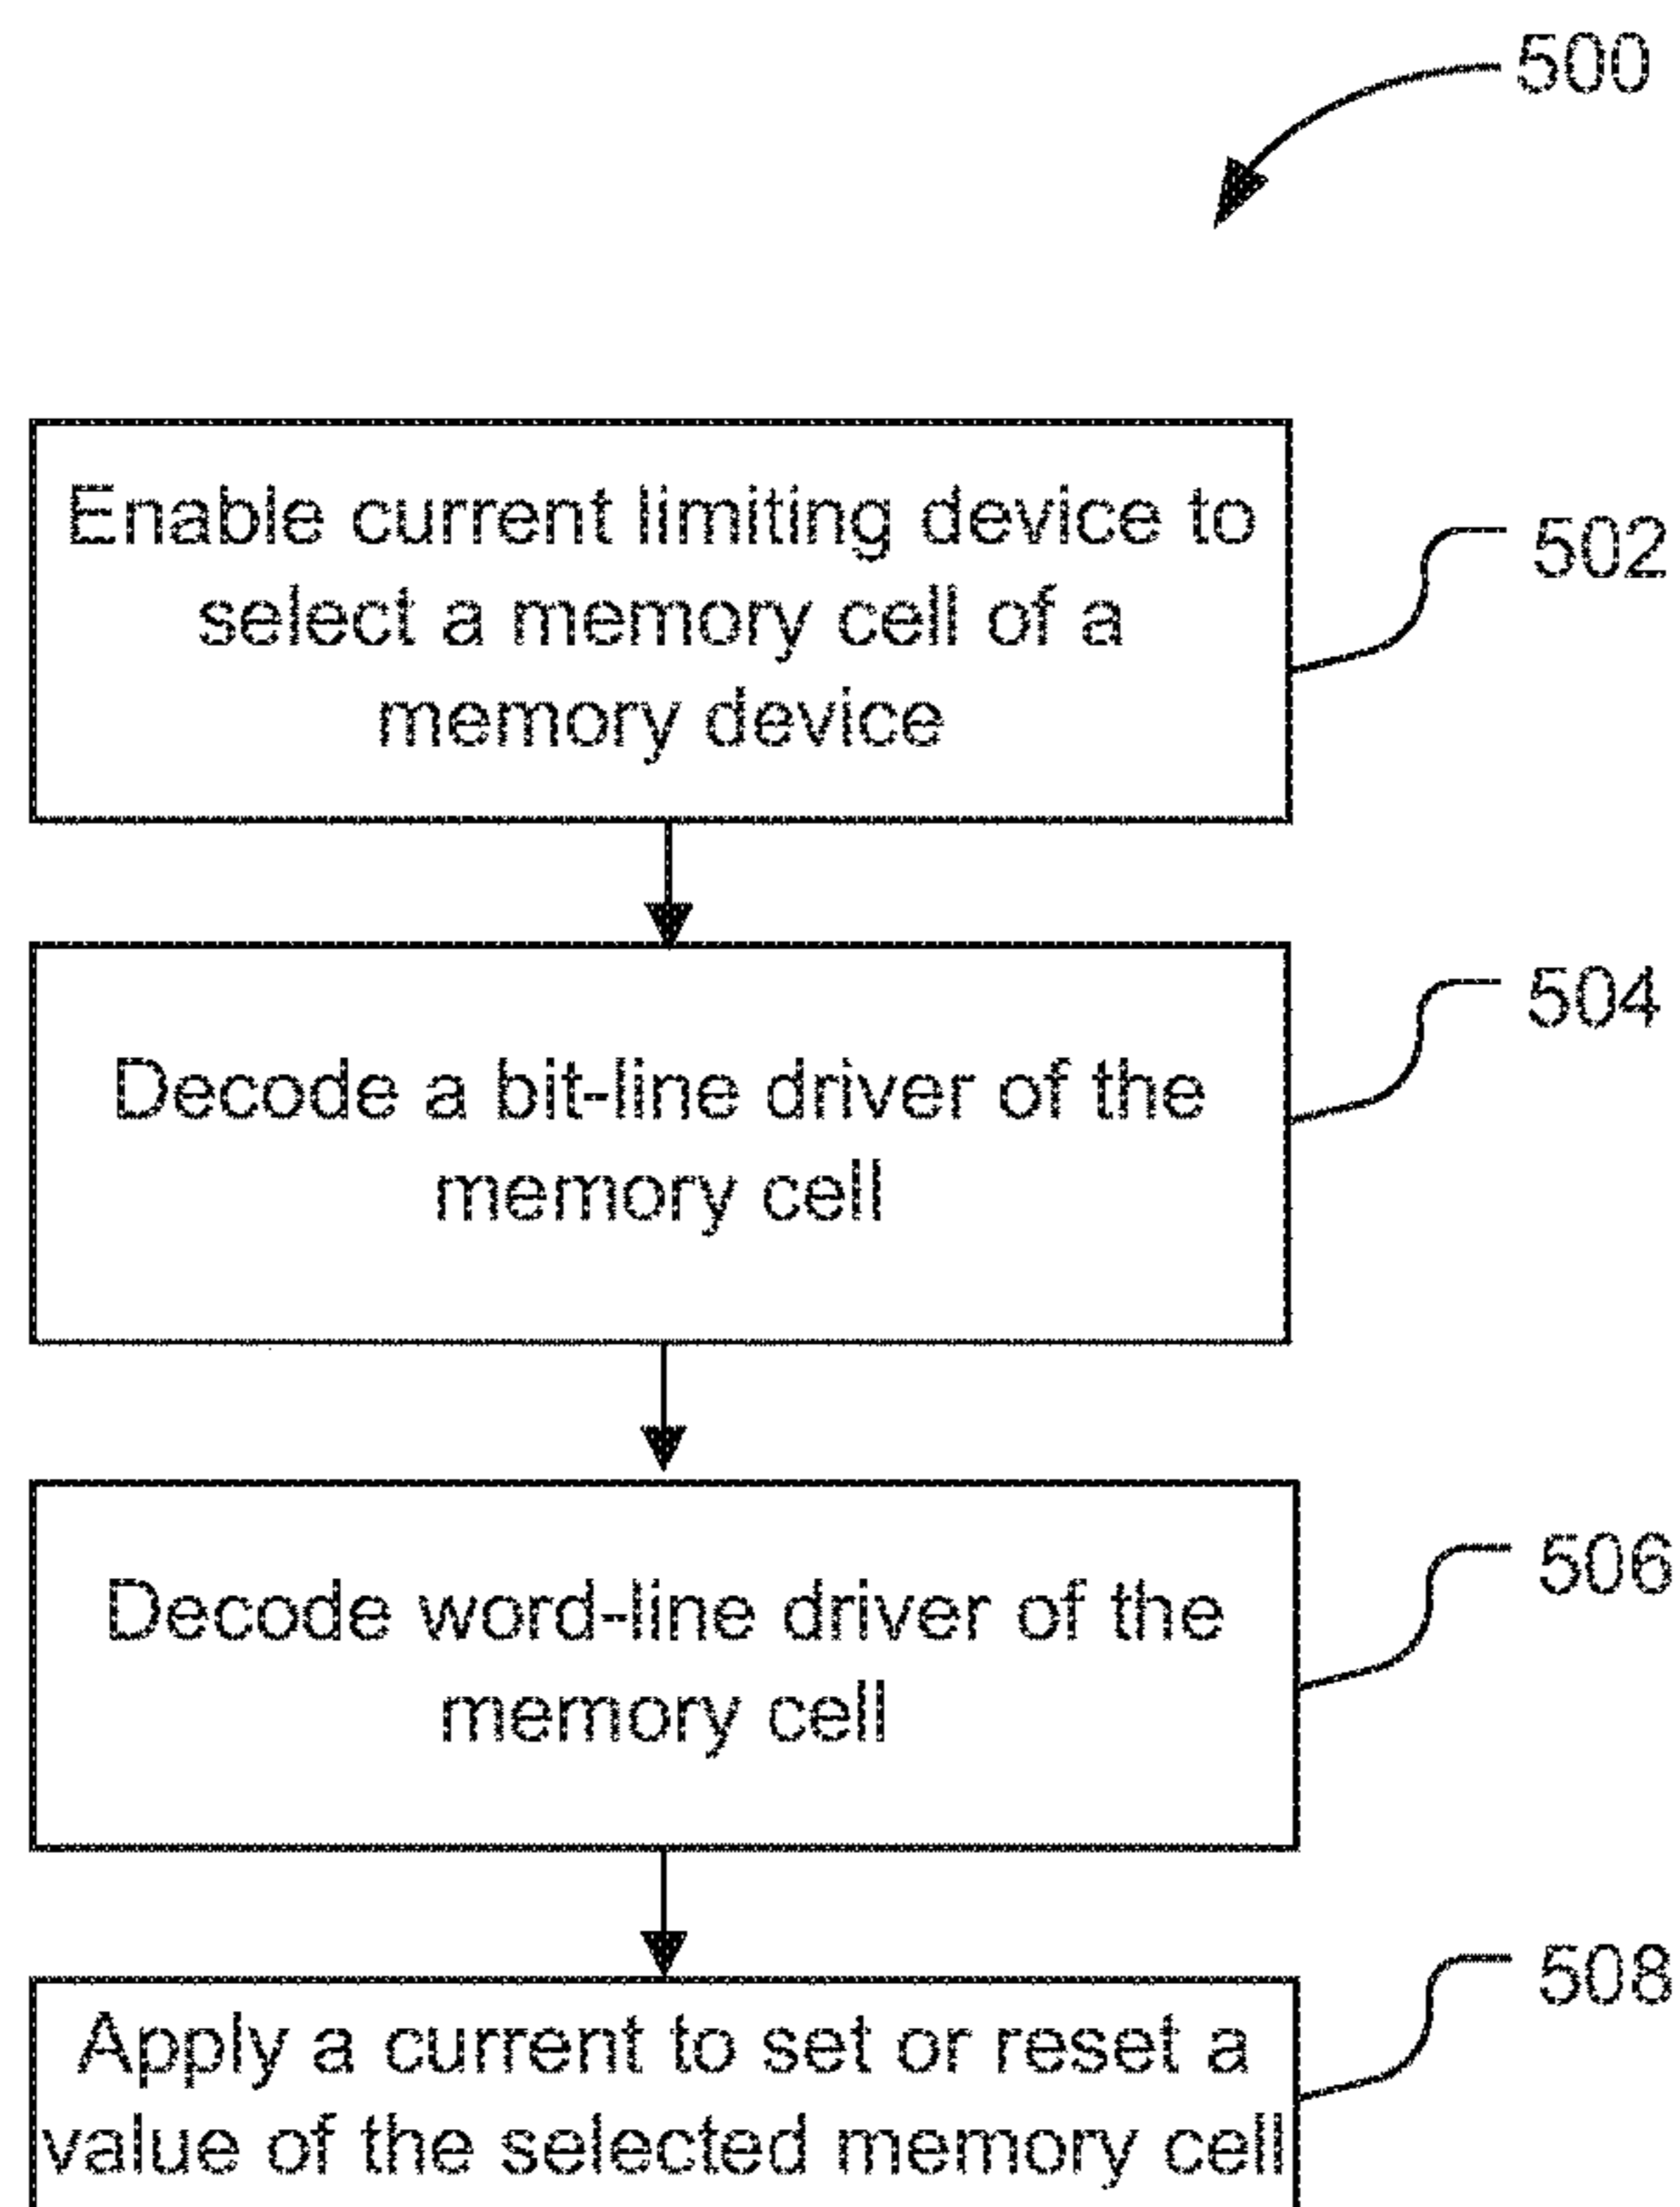 500
Enable current limiting device to
select a memory cell of a
memory device
502
Decode a bit-line driver of the
memory cell
504
Decode word-line driver of the
memory cell
506
Apply a current to set or reset a
value of the selected memory cell
508